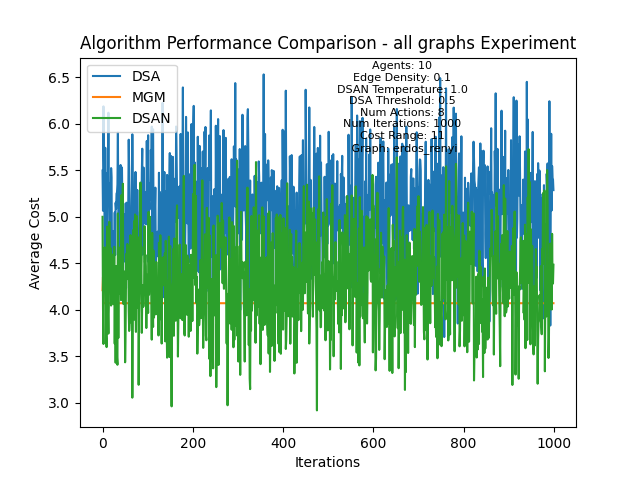 Algorithm Performance Comparison - all graphs Experiment
DSA
MGM
DSAN
Agents: 10
Edge Density: 0.1
DSAN Temperature: 1.0
DSA Threshold: 0.5
Num Actions: 8
Num Iterations: 1000
Cost Range: 11
Graph: erdos_renyi
Average Cost
6.5
6.0
5.5
5.0
4.5
4.0
3.5
3.0
0 200 400 600 800 1000
Iterations